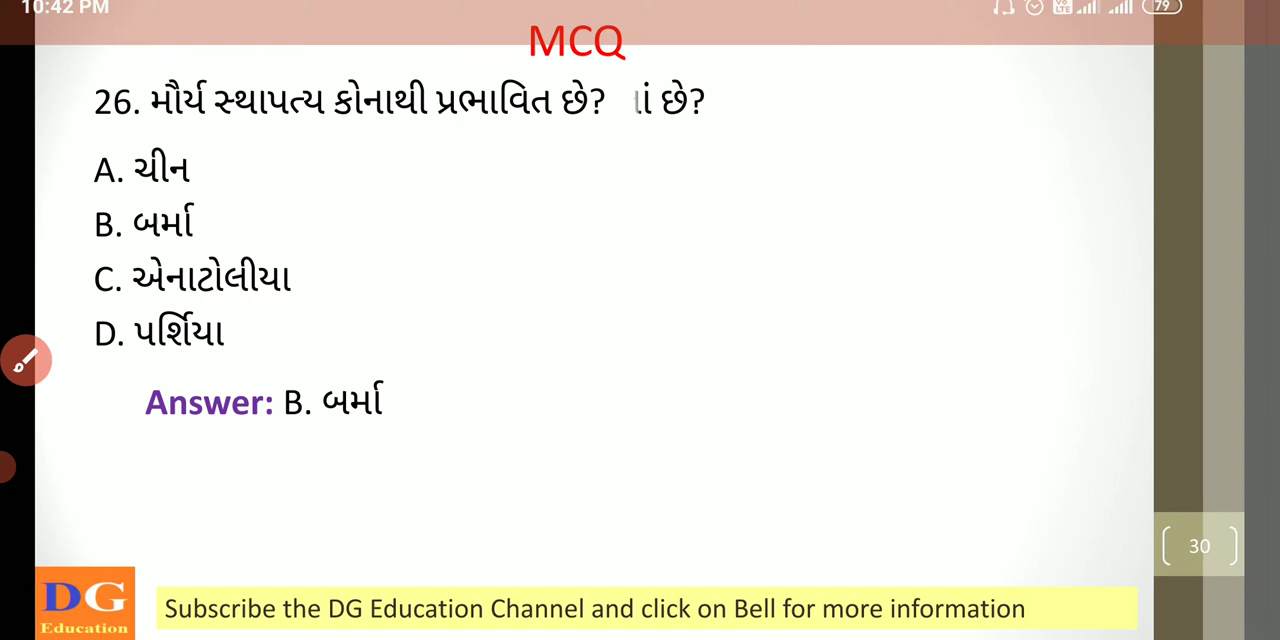 10:42 PM
79
MCQ
26. મૌર્ય સ્થાપત્ય કોનાથી પ્રભાવિત છે? છે?
A. ચીન
B. બર્મા
C. એનાટોલીયા
D. પર્શિયા
Answer: B. બર્મા
30
DG
Education
Subscribe the DG Education Channel and click on Bell for more information